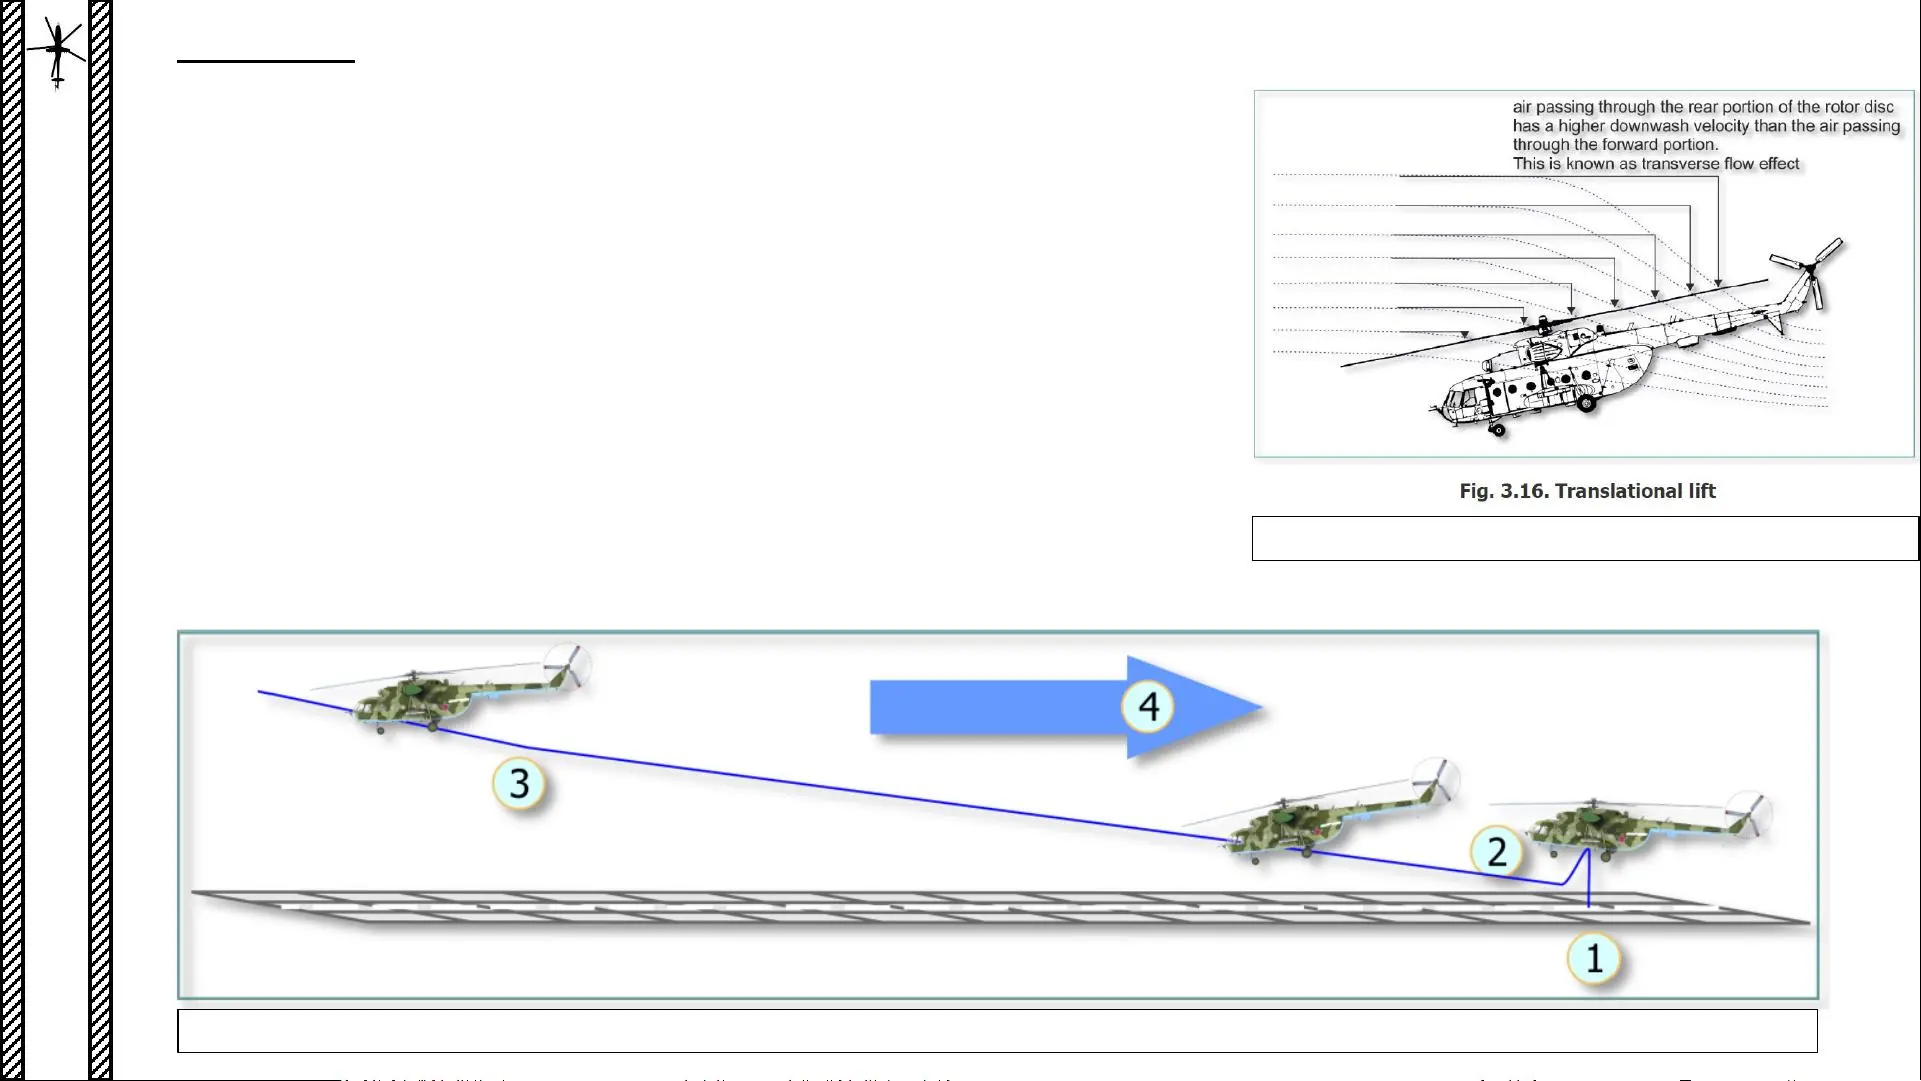 air passing through the rear portion of the rotor disc
has a higher downwash velocity than the air passing
through the forward portion.
This is known as transverse flow effect
Fig. 3.16. Translational lift
4
3
2
1